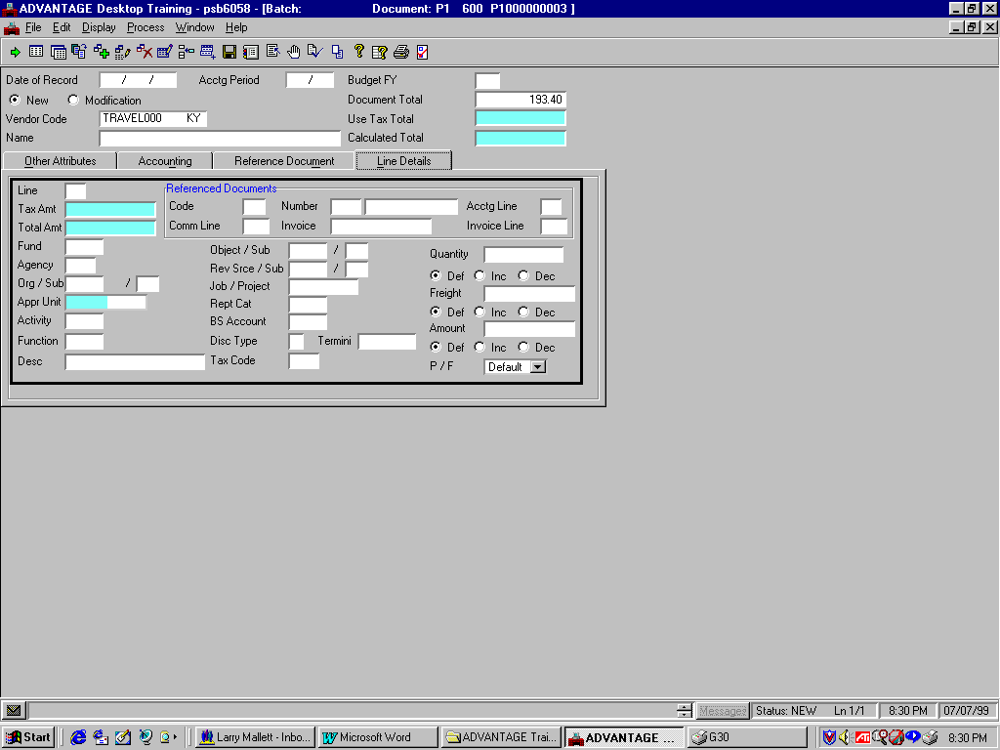 ADVANTAGE Desktop Training - psb6058 - [Batch: Document: P1 600 P1000000003 ]
File Edit Display Process Window Help
Date of Record / / Acctg Period / Budget FY
New Modification Document Total 193.40
Vendor Code TRAVEL000 KY Use Tax Total
Name Calculated Total
Other Attributes Accounting Reference Document Line Details
Line Referenced Documents
Tax Amt Code Number Acctg Line
Total Amt Comm Line Invoice Invoice Line
Fund Object / Sub / Quantity
Agency Rev Srce / Sub / Def Inc Dec
Org / Sub / Job / Project Freight
Appr Unit Rept Cat Def Inc Dec
Activity BS Account Amount
Function Disc Type Termini Def Inc Dec
Desc Tax Code P / F Default
Messages Status: NEW Ln 1/1 8:30 PM 07/07/99
Start Larry Mallett - Inbo... Microsoft Word ADVANTAGE Trai... ADVANTAGE ... G30 8:30 PM